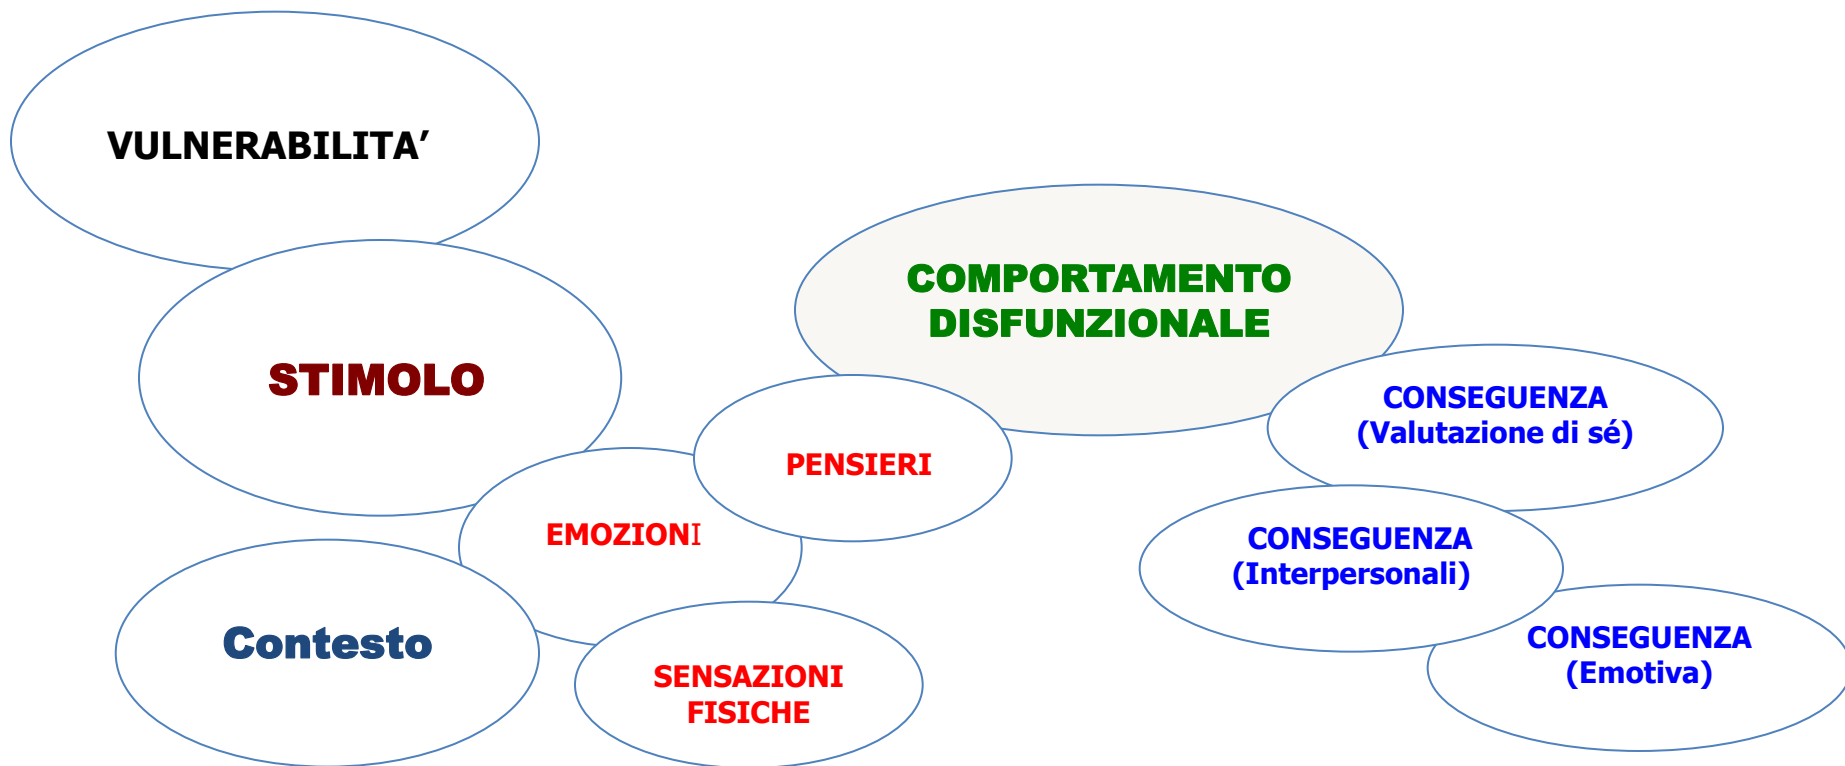 VULNERABILITA’
STIMOLO
Contesto
EMOZIONI
PENSIERI
SENSAZIONI
FISICHE
COMPORTAMENTO
DISFUNZIONALE
CONSEGUENZA
(Valutazione di sé)
CONSEGUENZA
(Interpersonali)
CONSEGUENZA
(Emotiva)